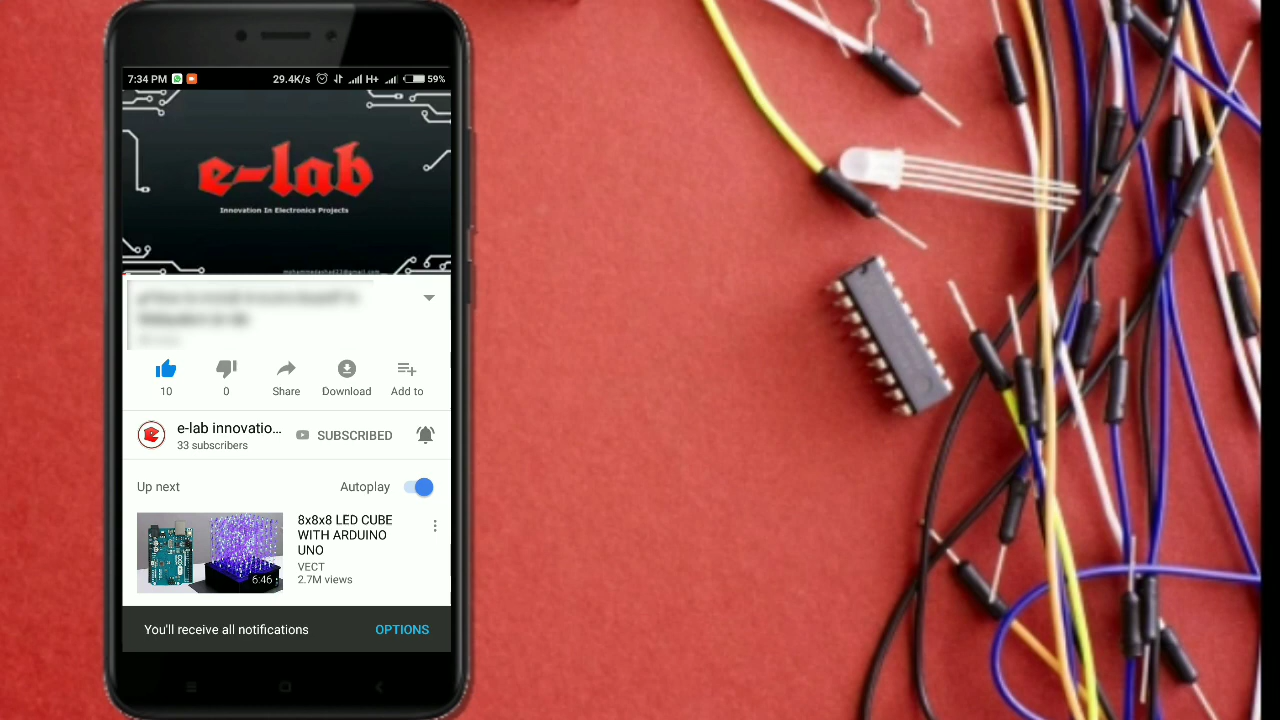 7:34 PM 29.4K/s H+ 59%
e-lab
Innovation In Electronics Projects
10 0 Share Download Add to
e-lab innovatio... SUBSCRIBED
33 subscribers
Up next Autoplay
8x8x8 LED CUBE
WITH ARDUINO
UNO
VECT
6:46
2.7M views
You'll receive all notifications OPTIONS